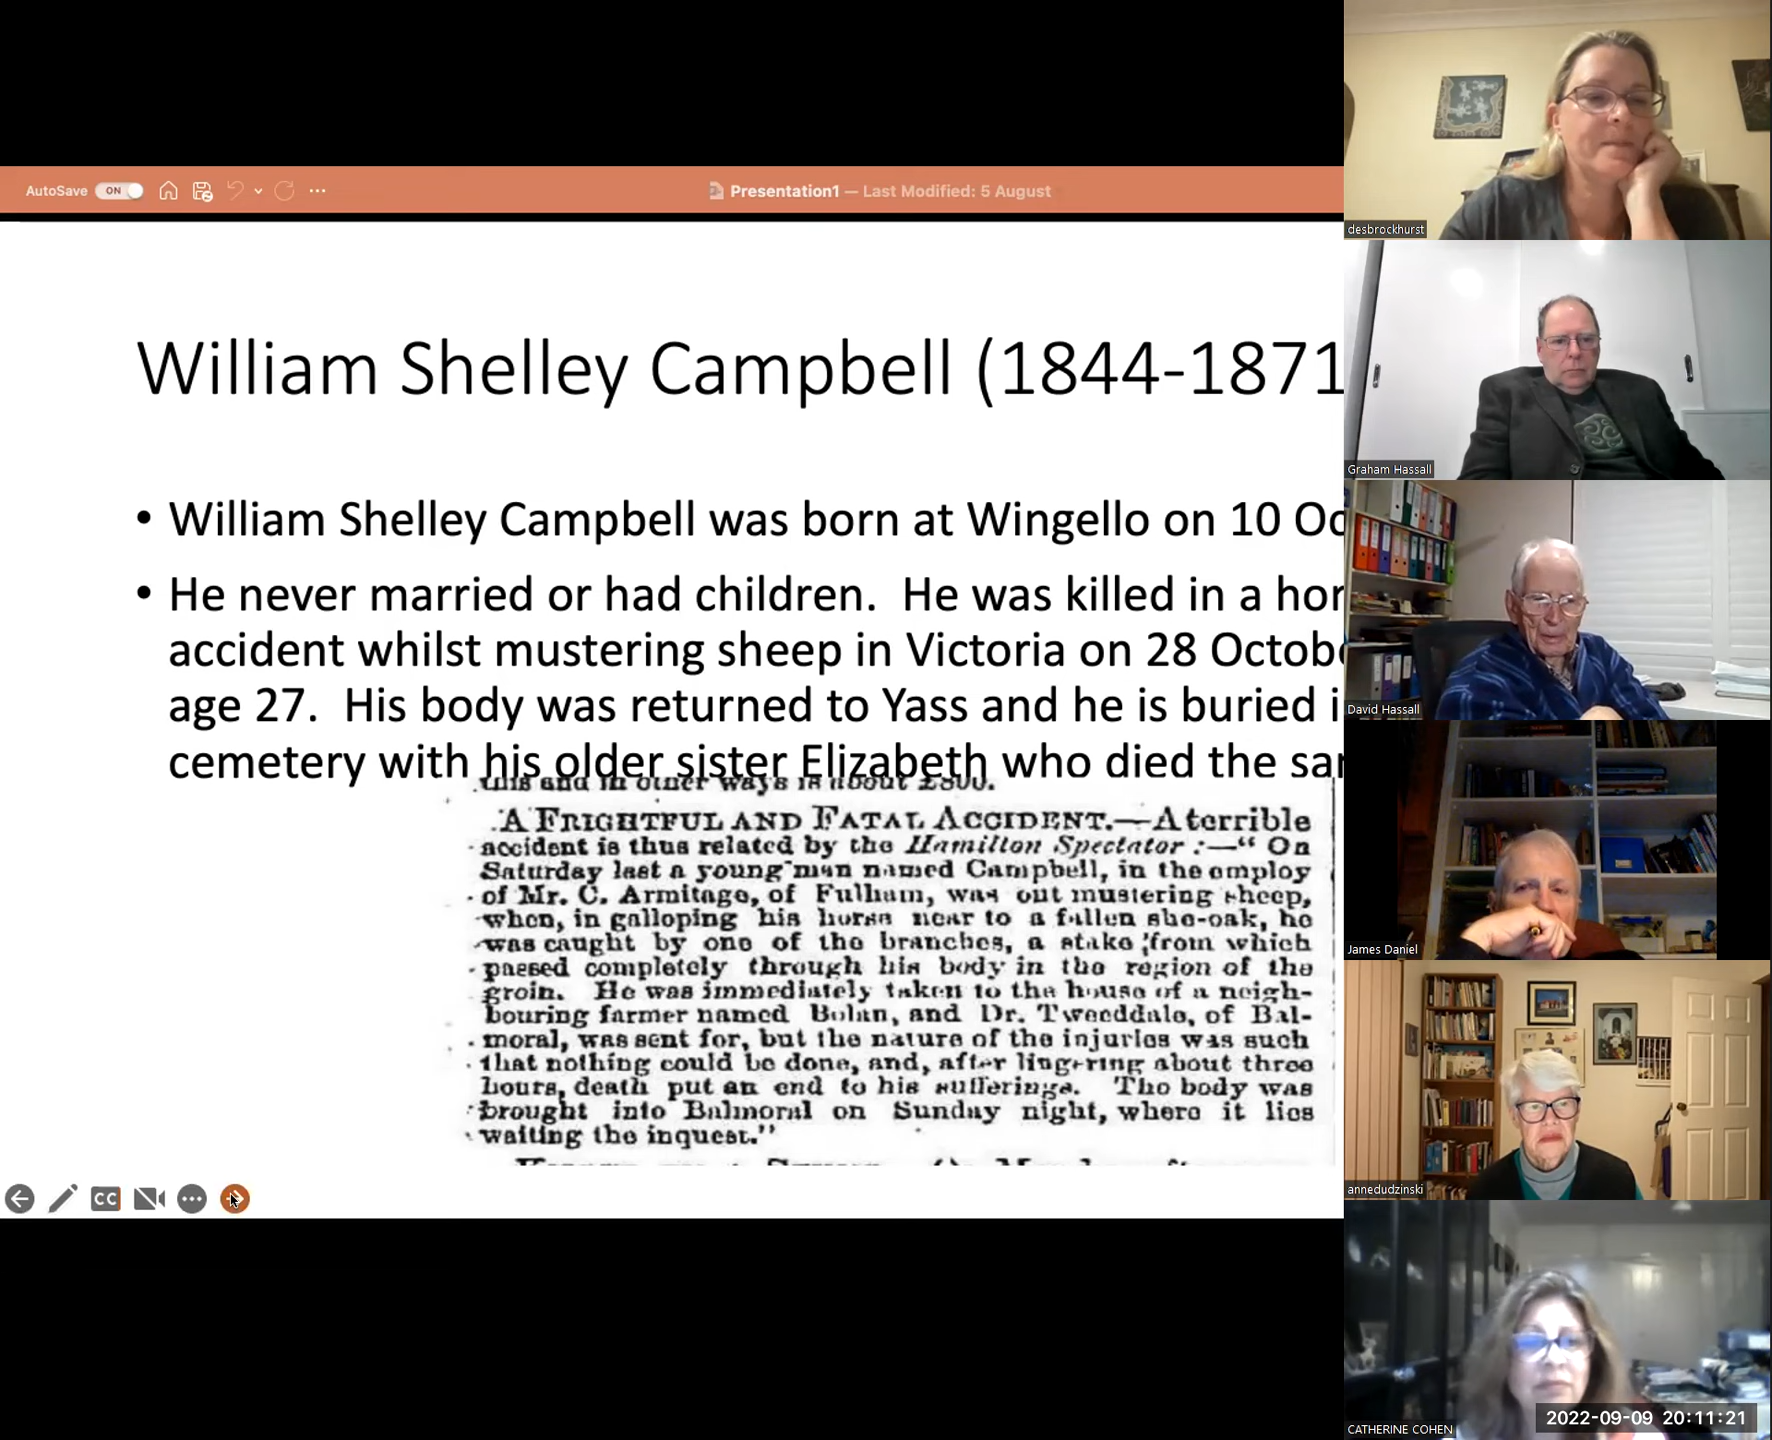 AutoSave ON
Presentation1 — Last Modified: 5 August
William Shelley Campbell (1844-1871
• William Shelley Campbell was born at Wingello on 10 Oc
• He never married or had children. He was killed in a hor
accident whilst mustering sheep in Victoria on 28 Octob
age 27. His body was returned to Yass and he is buried i
cemetery with his older sister Elizabeth who died the sa
this and in other ways is about £800.
A FRIGHTFUL AND FATAL ACCIDENT.—A terrible
accident is thus related by the Hamilton Spectator :—“ On
Saturday last a young man named Campbell, in the employ
of Mr. C. Armitage, of Fulham, was out mustering sheep,
when, in galloping his horse near to a fallen she-oak, he
was caught by one of the branches, a stake from which
passed completely through his body in the region of the
groin. He was immediately taken to the house of a neigh-
bouring farmer named Bolan, and Dr. Tweeddale, of Bal-
moral, was sent for, but the nature of the injuries was such
that nothing could be done, and, after lingering about three
hours, death put an end to his sufferings. The body was
brought into Balmoral on Sunday night, where it lies
waiting the inquest.”
CC
desbrockhurst
Graham Hassall
David Hassall
James Daniel
annedudzinski
CATHERINE COHEN
2022-09-09 20:11:21